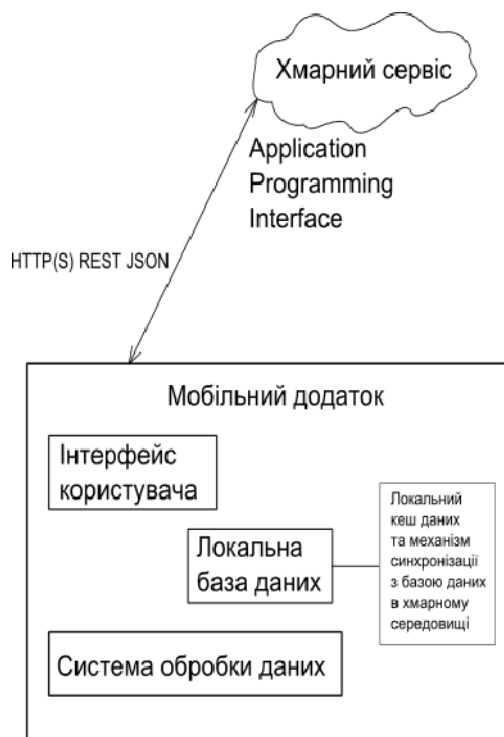 Хмарний сервіс
Application
Programming
Interface
HTTP(S) REST JSON
Мобільний додаток
Інтерфейс
користувача
Локальна
база даних
Локальний
кеш даних
та механізм
синхронізації
з базою даних
в хмарному
середовищі
Система обробки даних